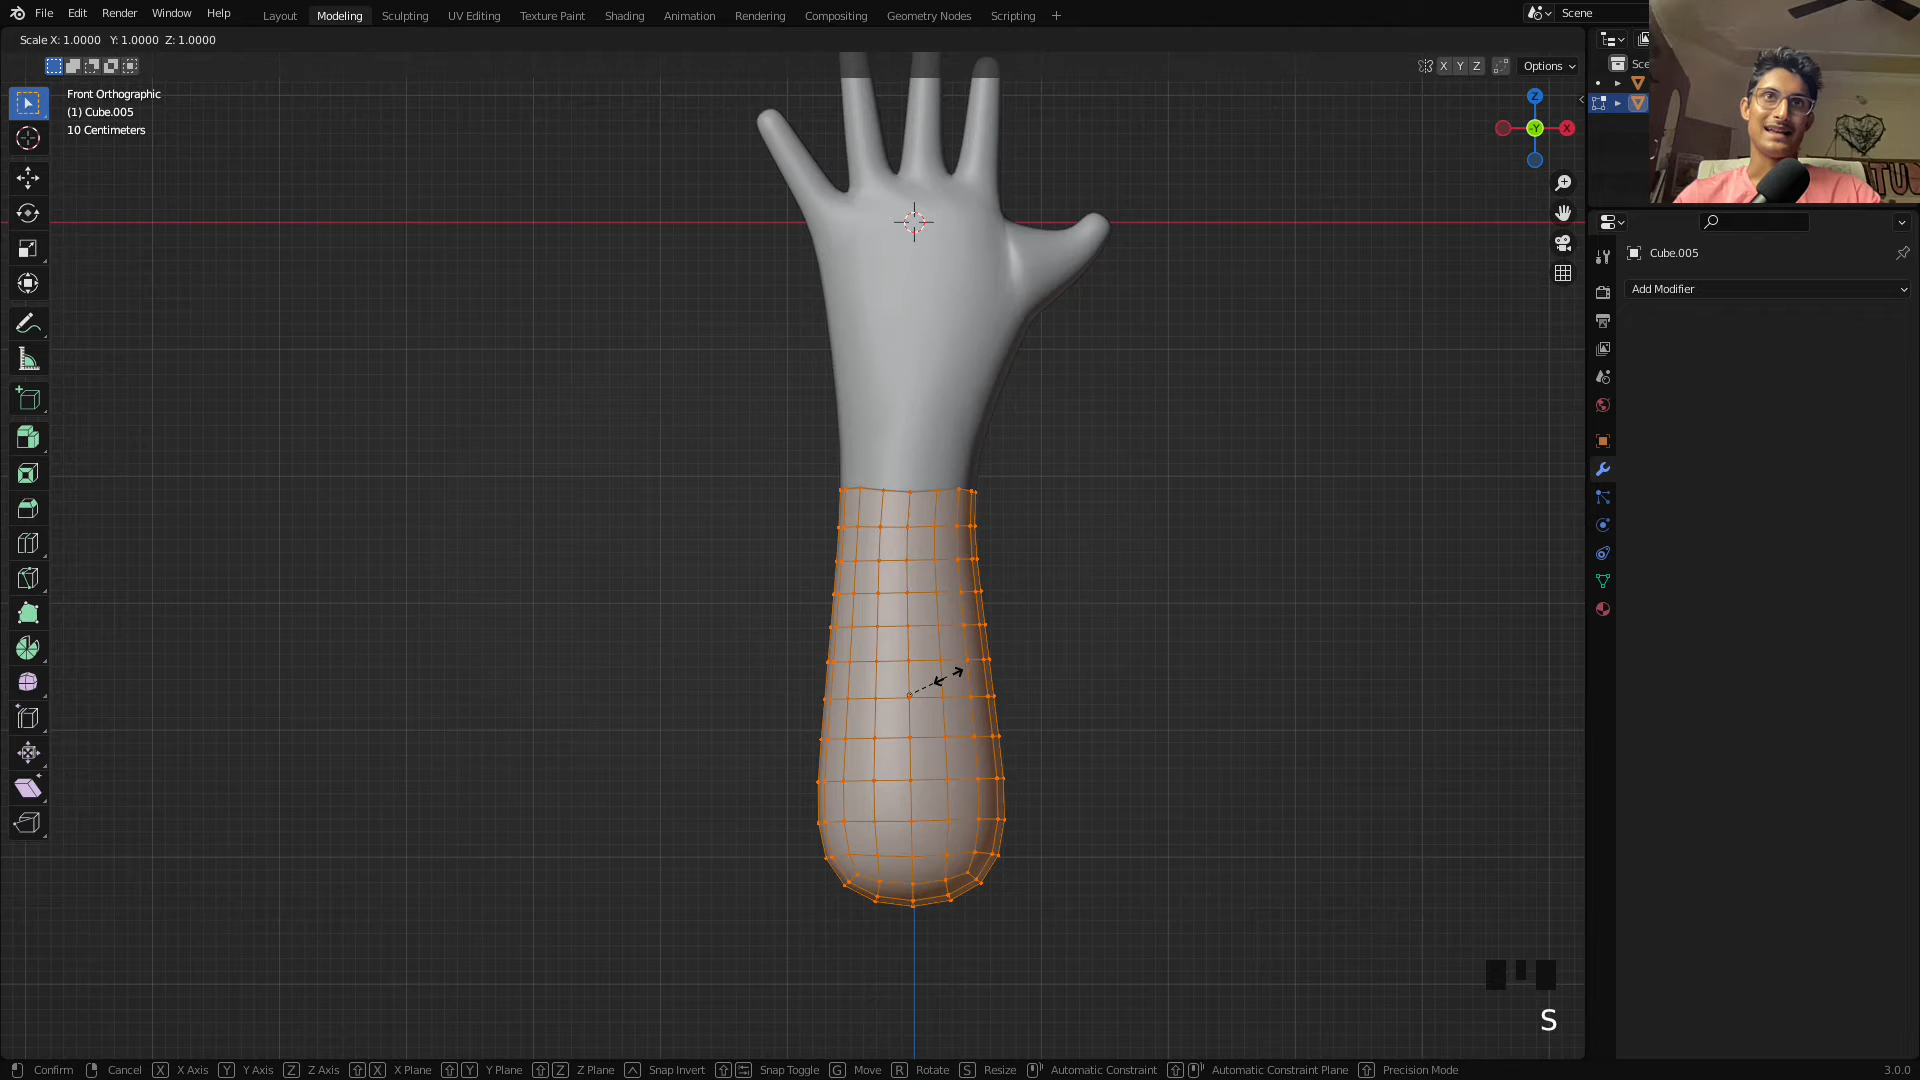 File Edit Render Window Help
Layout Modeling Sculpting UV Editing Texture Paint Shading Animation Rendering Compositing Geometry Nodes Scripting +
Scene
Scale X: 1.0000 Y: 1.0000 Z: 1.0000
X Y Z
Options
Sce
Front Orthographic
(1) Cube.005
10 Centimeters
Z
-Y
X
Cube.005
Add Modifier
S
Confirm Cancel X X Axis Y Y Axis Z Z Axis X X Plane Y Y Plane Z Z Plane Snap Invert Snap Toggle G Move R Rotate S Resize Automatic Constraint Automatic Constraint Plane Precision Mode
3.0.0